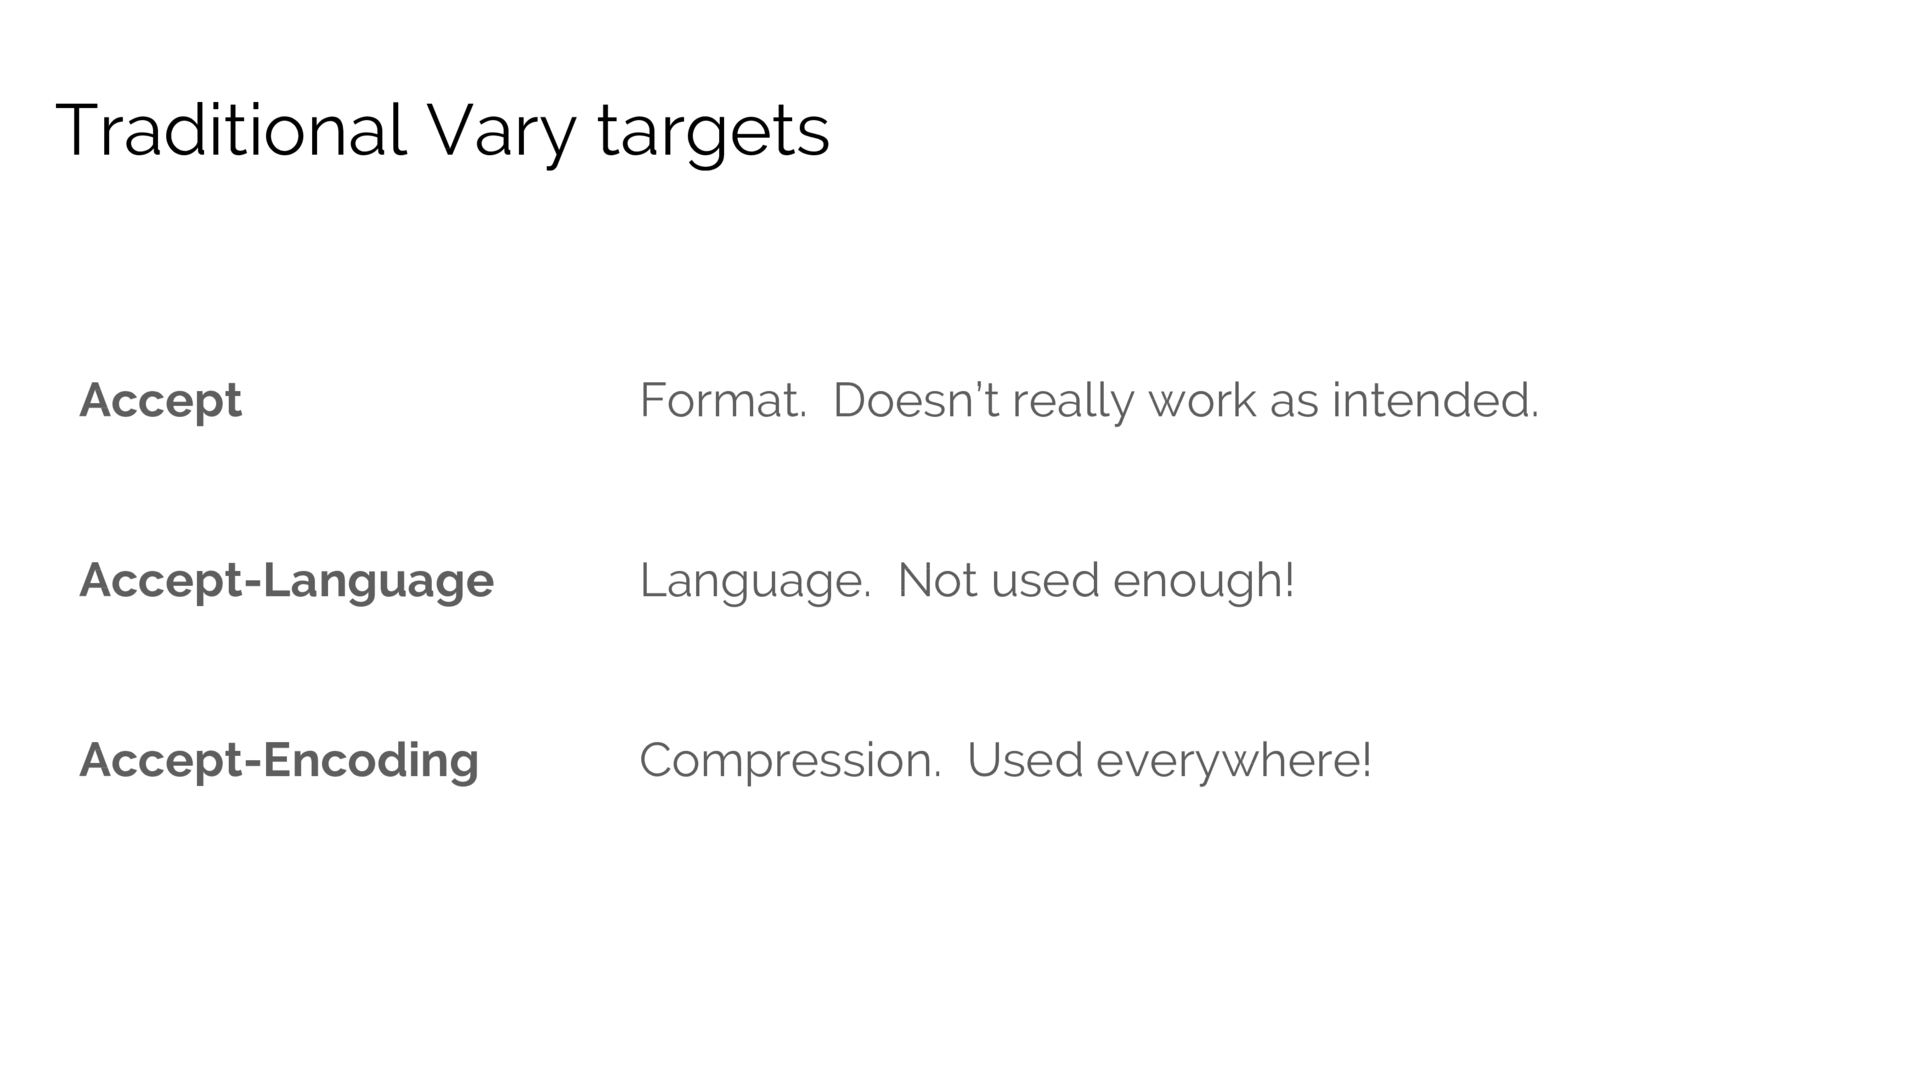 Traditional Vary targets
Accept Format.  Doesn’t really work as intended.
Accept-Language Language.  Not used enough!
Accept-Encoding Compression.  Used everywhere!